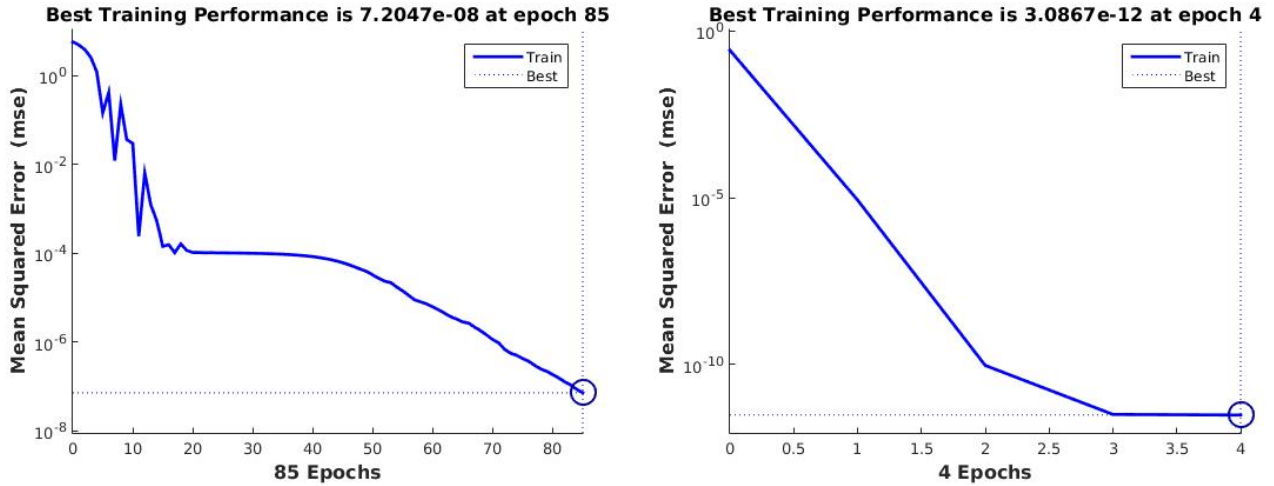 Best Training Performance is 7.2047e-08 at epoch 85
Mean Squared Error (mse)
10^0
10^-2
10^-4
10^-6
10^-8
Train
Best
0 10 20 30 40 50 60 70 80
85 Epochs
Best Training Performance is 3.0867e-12 at epoch 4
Mean Squared Error (mse)
10^0
10^-5
10^-10
Train
Best
0 0.5 1 1.5 2 2.5 3 3.5 4
4 Epochs